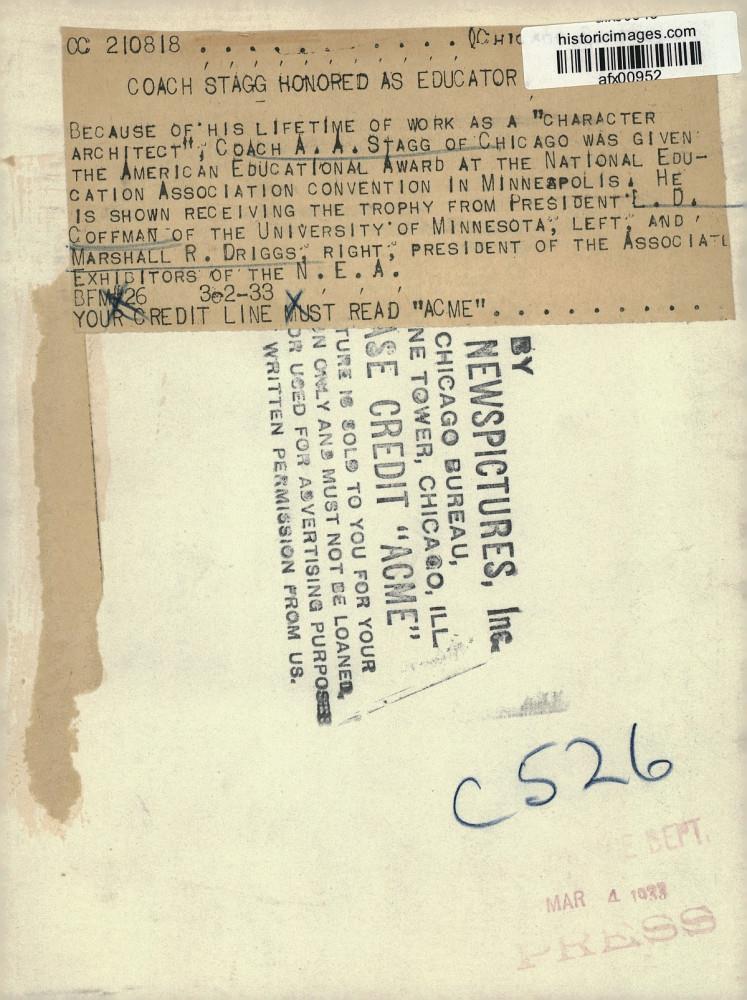 historicimages.com
afx00952
CC 210818 . . . . . . . . . . . (CHIC
COACH STAGG HONORED AS EDUCATOR
BECAUSE OF HIS LIFETIME OF WORK AS A "CHARACTER
ARCHITECT", COACH A. A. STAGG OF CHICAGO WAS GIVEN
THE AMERICAN EDUCATIONAL AWARD AT THE NATIONAL EDU-
CATION ASSOCIATION CONVENTION IN MINNEAPOLIS. HE
IS SHOWN RECEIVING THE TROPHY FROM PRESIDENT L. D.
COFFMAN OF THE UNIVERSITY OF MINNESOTA, LEFT, AND
MARSHALL R. DRIGGS, RIGHT, PRESIDENT OF THE ASSOCIATE
EXHIBITORS OF THE N. E. A.
BFM 26 3-2-33
YOUR CREDIT LINE MUST READ "ACME". . . . . . . . . . .
BY
NEWSPICTURES, Inc.
CHICAGO BUREAU,
NE TOWER, CHICAGO, ILL.
ASE CREDIT "ACME"
TURE IS SOLD TO YOU FOR YOUR
N ONLY AND MUST NOT BE LOANED,
OR USED FOR ADVERTISING PURPOSES
WRITTEN PERMISSION FROM US.
C526
E DEPT.
MAR 4 1933
PRESS